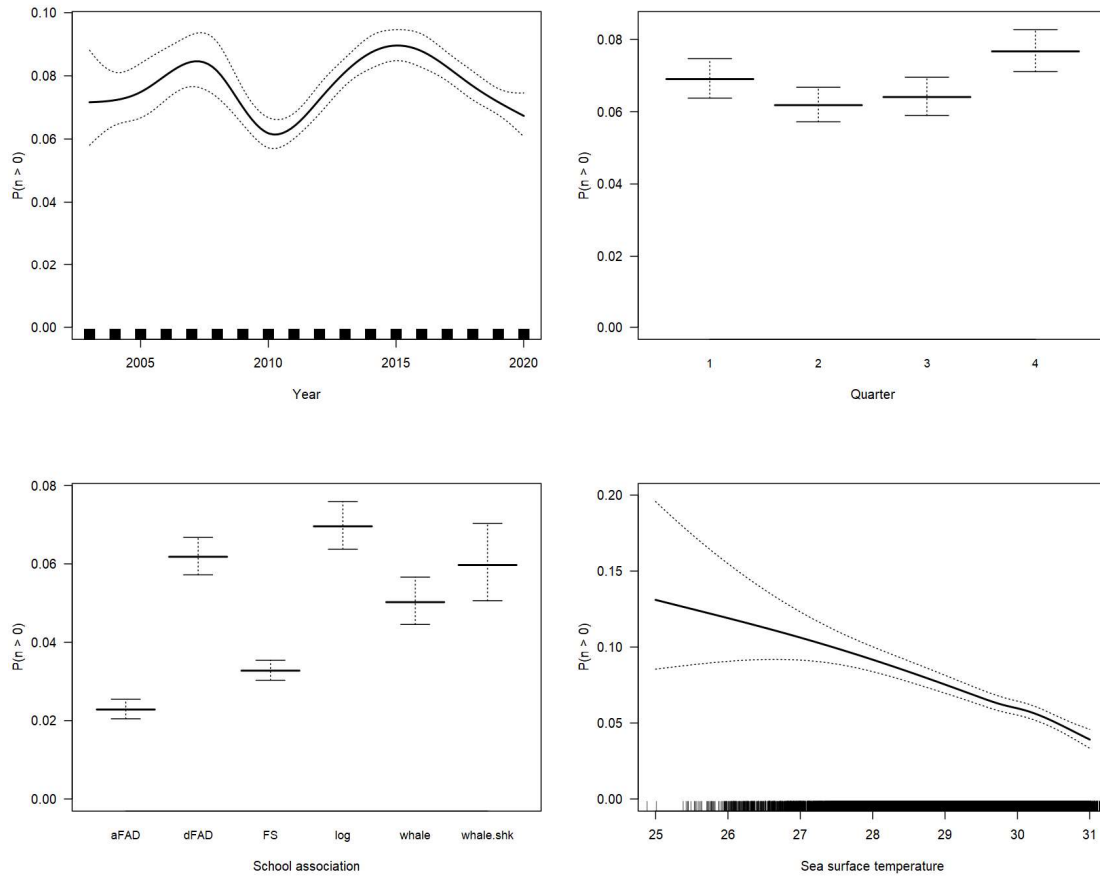 0.10
0.08
0.06
0.04
0.02
0.00
P(n > 0)
2005 2010 2015 2020
Year
0.08
0.06
0.04
0.02
0.00
P(n > 0)
1 2 3 4
Quarter
0.08
0.06
0.04
0.02
0.00
P(n > 0)
aFAD dFAD FS log whale whale.shk
School association
0.20
0.15
0.10
0.05
0.00
P(n > 0)
25 26 27 28 29 30 31
Sea surface temperature